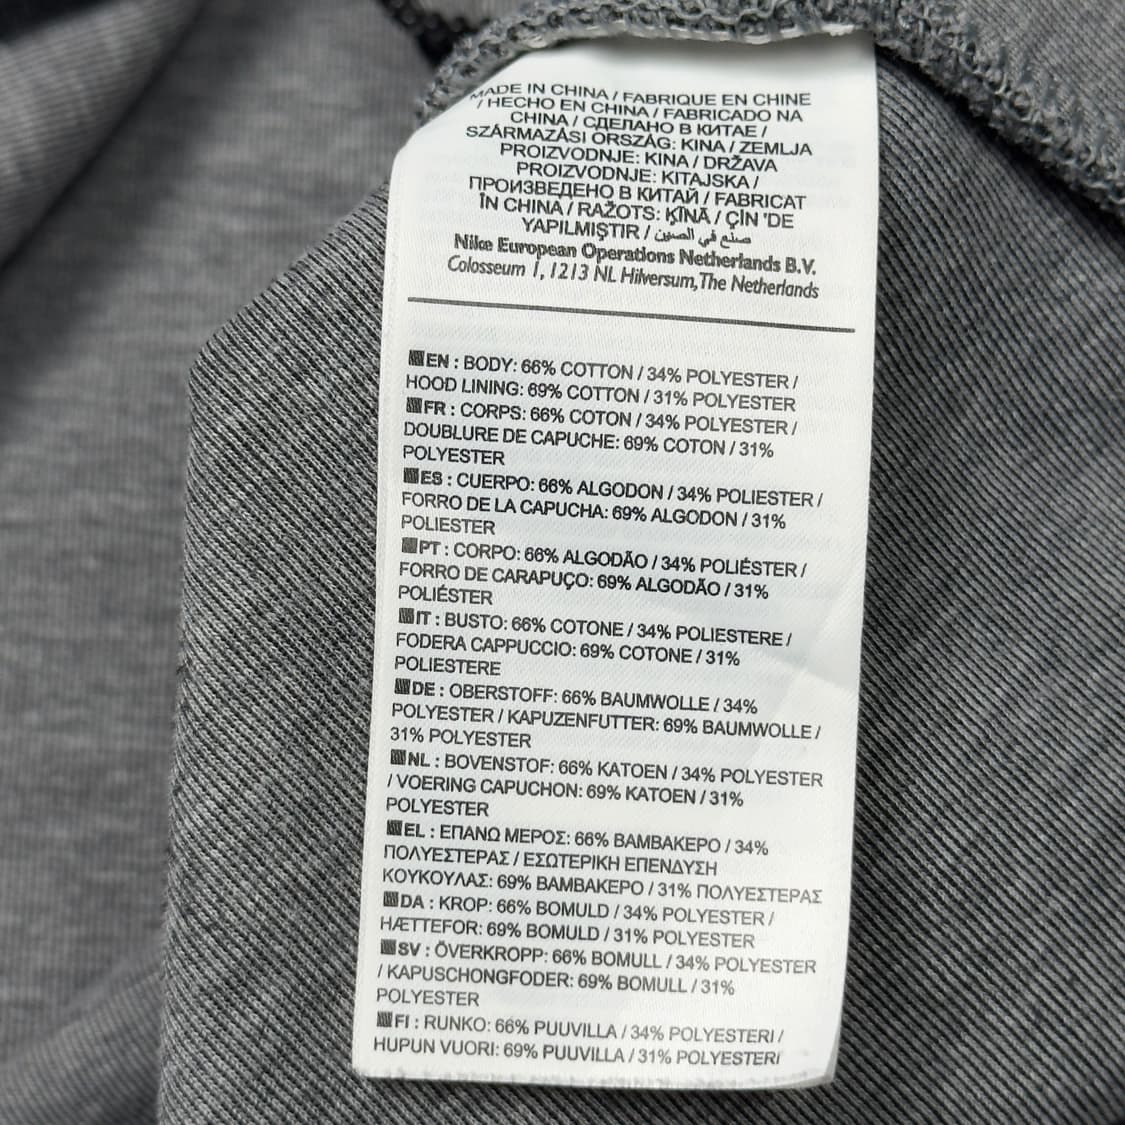 MADE IN CHINA / FABRIQUE EN CHINE
/ HECHO EN CHINA / FABRICADO NA
CHINA / СДЕЛАНО В КИТАЕ /
SZÁRMAZÁSI ORSZÁG: KINA / ZEMLJA
PROIZVODNJE: KINA / DRŽAVA
PROIZVODNJE: KITAJSKA /
ПРОИЗВЕДЕНО В КИТАЙ / FABRICAT
ÎN CHINA / RAŽOTS: ĶĪNĀ / ÇİN 'DE
YAPILMIŞTIR / صنع في الصين
Nike European Operations Netherlands B.V.
Colosseum 1, 1213 NL Hilversum, The Netherlands
EN : BODY: 66% COTTON / 34% POLYESTER /
HOOD LINING: 69% COTTON / 31% POLYESTER
FR : CORPS: 66% COTON / 34% POLYESTER /
DOUBLURE DE CAPUCHE: 69% COTON / 31%
POLYESTER
ES : CUERPO: 66% ALGODON / 34% POLIESTER /
FORRO DE LA CAPUCHA: 69% ALGODON / 31%
POLIESTER
PT : CORPO: 66% ALGODÃO / 34% POLIÉSTER /
FORRO DE CARAPUÇO: 69% ALGODÃO / 31%
POLIÉSTER
IT : BUSTO: 66% COTONE / 34% POLIESTERE /
FODERA CAPPUCCIO: 69% COTONE / 31%
POLIESTERE
DE : OBERSTOFF: 66% BAUMWOLLE / 34%
POLYESTER / KAPUZENFUTTER: 69% BAUMWOLLE /
31% POLYESTER
NL : BOVENSTOF: 66% KATOEN / 34% POLYESTER
/ VOERING CAPUCHON: 69% KATOEN / 31%
POLYESTER
EL : ΕΠΑΝΩ ΜΕΡΟΣ: 66% ΒΑΜΒΑΚΕΡΟ / 34%
ΠΟΛΥΕΣΤΕΡΑΣ / ΕΣΩΤΕΡΙΚΗ ΕΠΕΝΔΥΣΗ
ΚΟΥΚΟΥΛΑΣ: 69% ΒΑΜΒΑΚΕΡΟ / 31% ΠΟΛΥΕΣΤΕΡΑΣ
DA : KROP: 66% BOMULD / 34% POLYESTER /
HÆTTEFOR: 69% BOMULD / 31% POLYESTER
SV : ÖVERKROPP: 66% BOMULL / 34% POLYESTER
/ KAPUSCHONGFODER: 69% BOMULL / 31%
POLYESTER
FI : RUNKO: 66% PUUVILLA / 34% POLYESTERI /
HUPUN VUORI: 69% PUUVILLA / 31% POLYESTERI